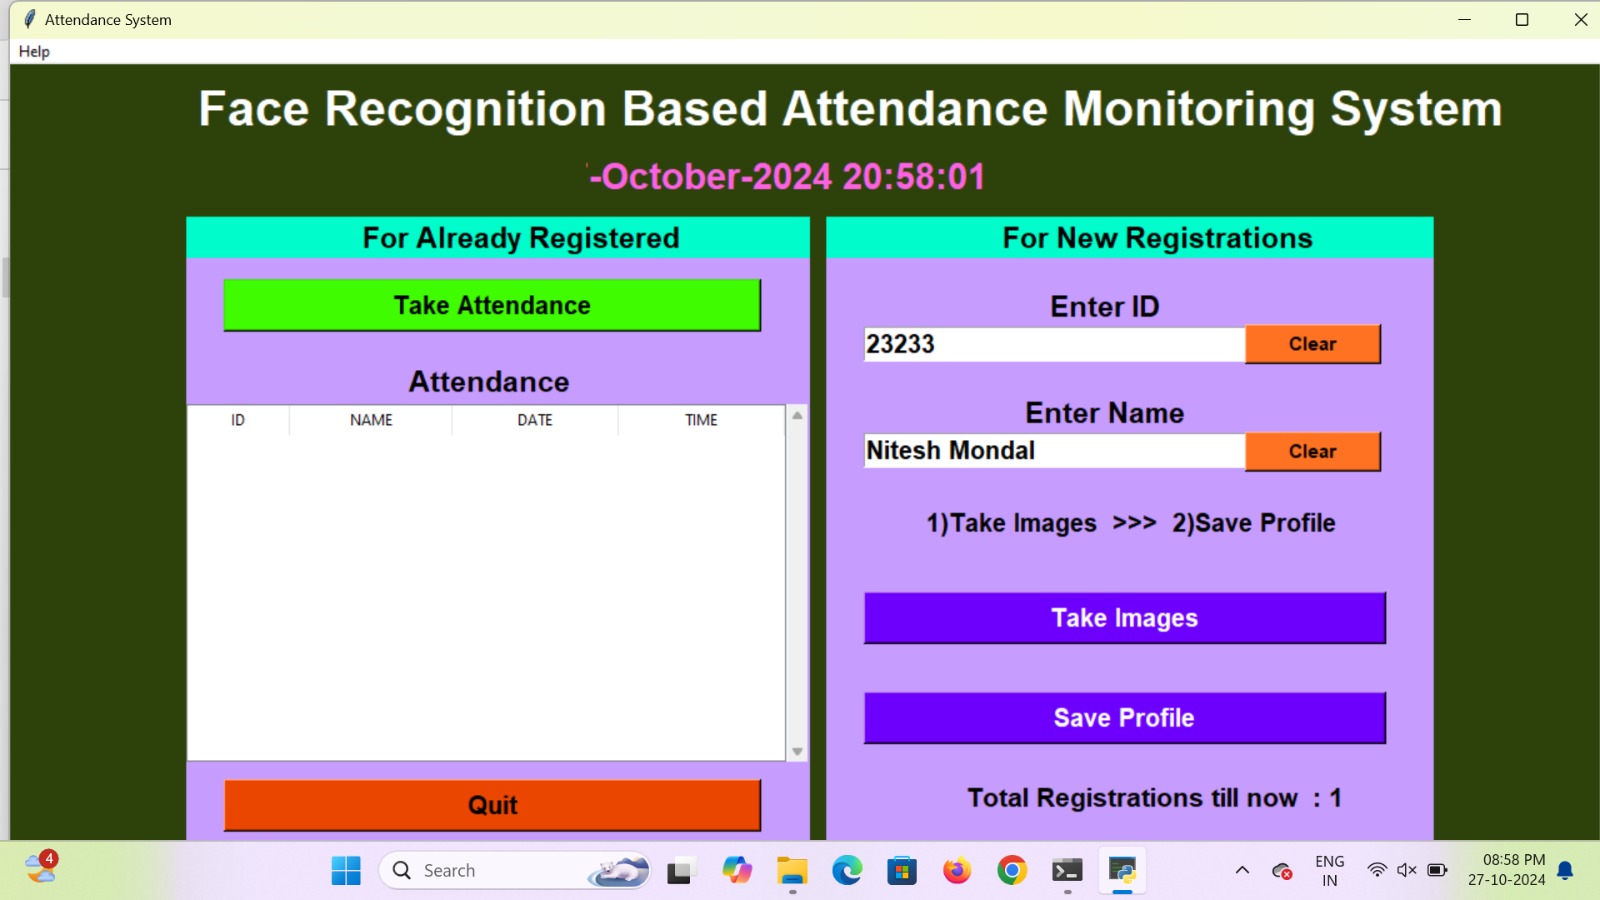 Attendance System
Help
Face Recognition Based Attendance Monitoring System
-October-2024 20:58:01
For Already Registered
Take Attendance
Attendance
ID NAME DATE TIME
Quit
For New Registrations
Enter ID
23233 Clear
Enter Name
Nitesh Mondal Clear
1)Take Images >>> 2)Save Profile
Take Images
Save Profile
Total Registrations till now : 1
4
Search
ENG
IN
08:58 PM
27-10-2024